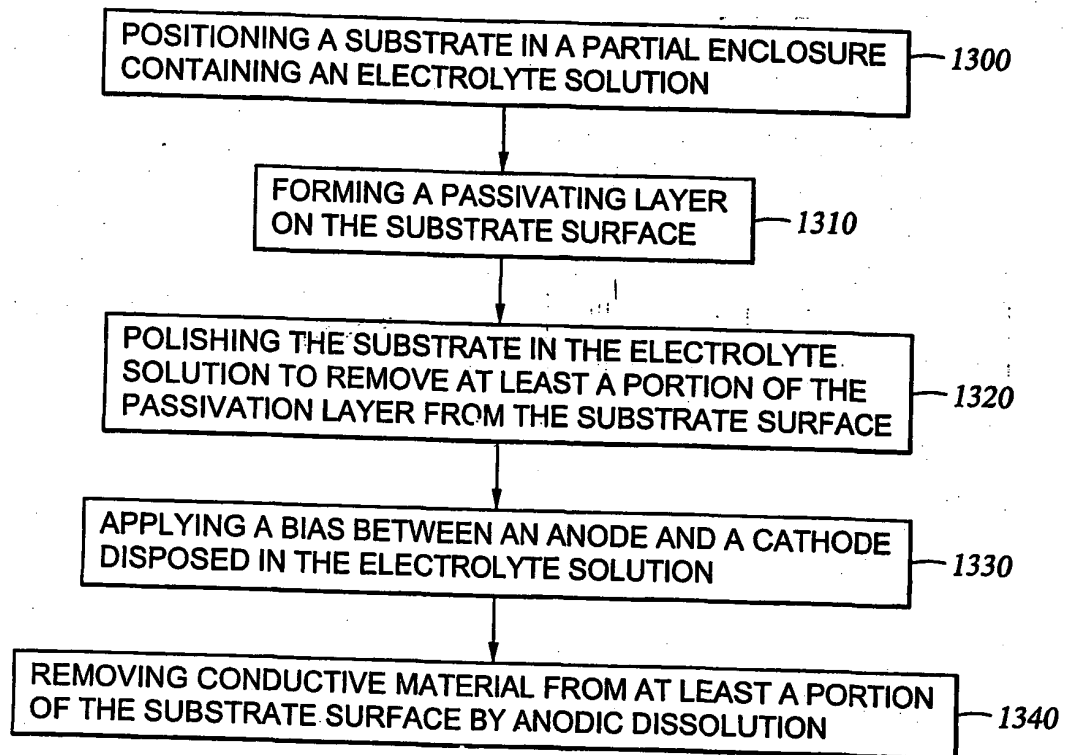 POSITIONING A SUBSTRATE IN A PARTIAL ENCLOSURE
CONTAINING AN ELECTROLYTE SOLUTION
1300
FORMING A PASSIVATING LAYER
ON THE SUBSTRATE SURFACE
1310
POLISHING THE SUBSTRATE IN THE ELECTROLYTE
SOLUTION TO REMOVE AT LEAST A PORTION OF THE
PASSIVATION LAYER FROM THE SUBSTRATE SURFACE
1320
APPLYING A BIAS BETWEEN AN ANODE AND A CATHODE
DISPOSED IN THE ELECTROLYTE SOLUTION
1330
REMOVING CONDUCTIVE MATERIAL FROM AT LEAST A PORTION
OF THE SUBSTRATE SURFACE BY ANODIC DISSOLUTION
1340